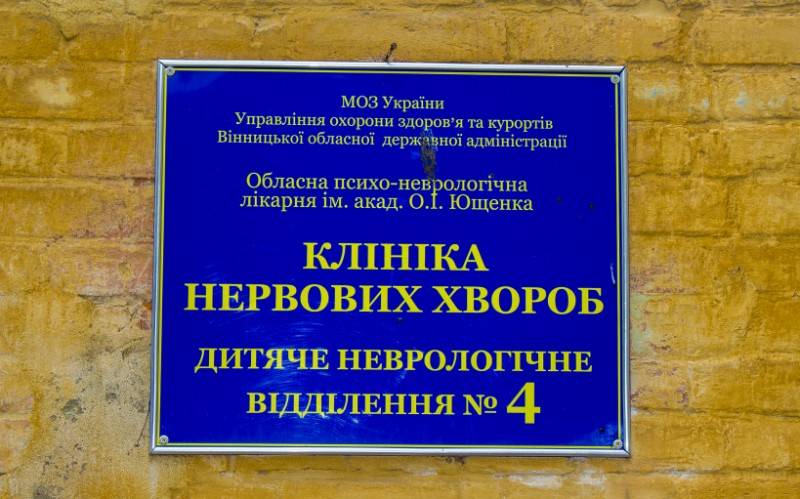 МОЗ України
Управління охорони здоров'я та курортів
Вінницької обласної державної адміністрації
Обласна психо-неврологічна
лікарня ім. акад. О.І. Ющенка
КЛІНІКА
НЕРВОВИХ ХВОРОБ
ДИТЯЧЕ НЕВРОЛОГІЧНЕ
ВІДДІЛЕННЯ № 4